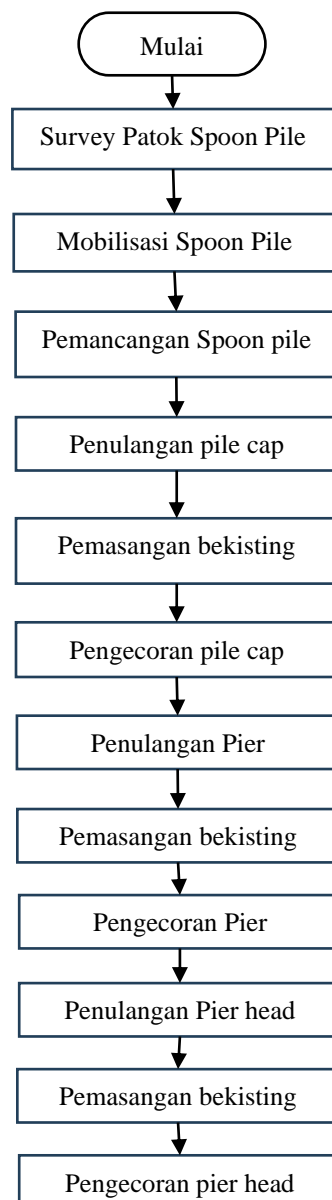 Mulai
Survey Patok Spoon Pile
Mobilisasi Spoon Pile
Pemancangan Spoon pile
Penulangan pile cap
Pemasangan bekisting
Pengecoran pile cap
Penulangan Pier
Pemasangan bekisting
Pengecoran Pier
Penulangan Pier head
Pemasangan bekisting
Pengecoran pier head